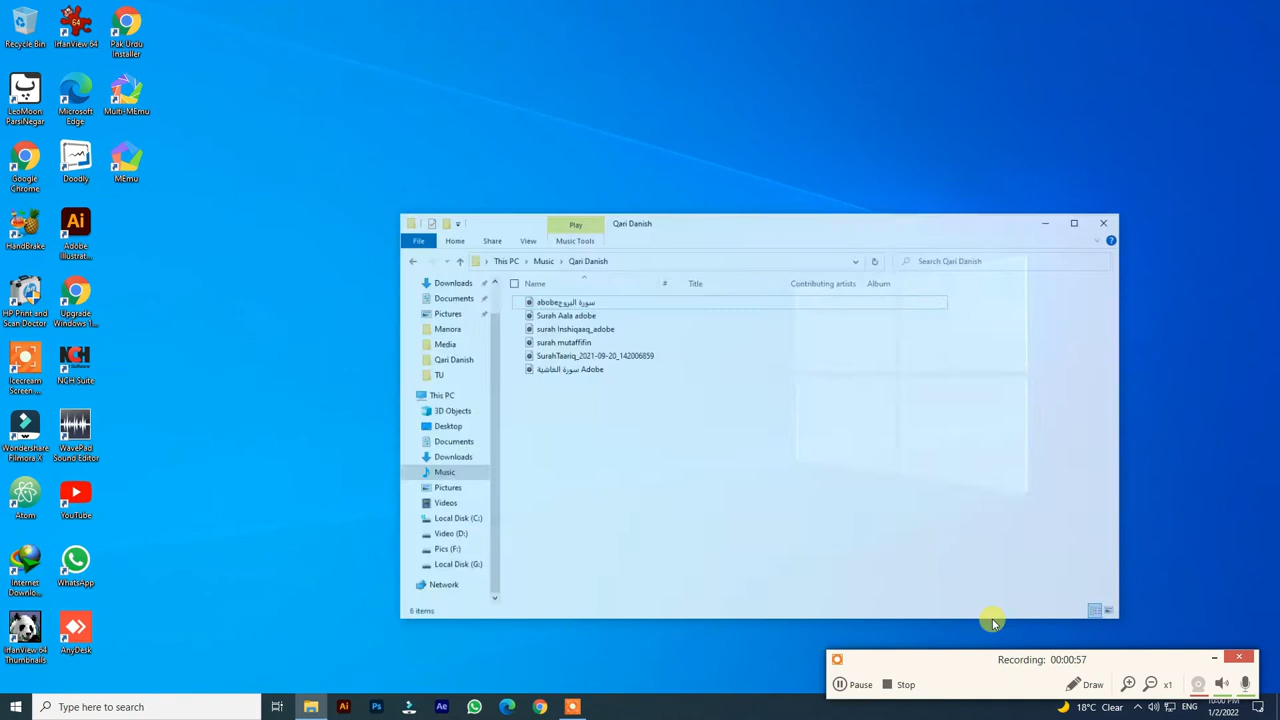 Recycle Bin
IrfanView 64
Pak Urdu
Installer
LeoMoon
ParsiNegar
Microsoft
Edge
Multi-MEmu
Google
Chrome
Doodly
MEmu
HandBrake
Adobe
Illustrat...
HP Print and
Scan Doctor
Upgrade
Windows 1...
Icecream
Screen ...
NCH Suite
Wondershare
Filmora X
WavePad
Sound Editor
Atom
YouTube
Internet
Downlo...
WhatsApp
IrfanView 64
Thumbnails
AnyDesk
Play
Qari Danish
File
Home
Share
View
Music Tools
This PC
Music
Qari Danish
Search Qari Danish
Name
#
Title
Contributing artists
Album
Downloads
Documents
Pictures
Manora
Media
Qari Danish
TU
This PC
3D Objects
Desktop
Documents
Downloads
Music
Pictures
Videos
Local Disk (C:)
Video (D:)
Pics (F:)
Local Disk (G:)
Network
abobeسورة البروج
Surah Aala adobe
surah Inshiqaaq_adobe
surah mutaffifin
SurahTaariq_2021-09-20_142006859
سورة الغاشية Adobe
6 items
Recording: 00:00:57
Pause
Stop
Draw
x1
Type here to search
18°C Clear
ENG
10:00 PM
1/2/2022